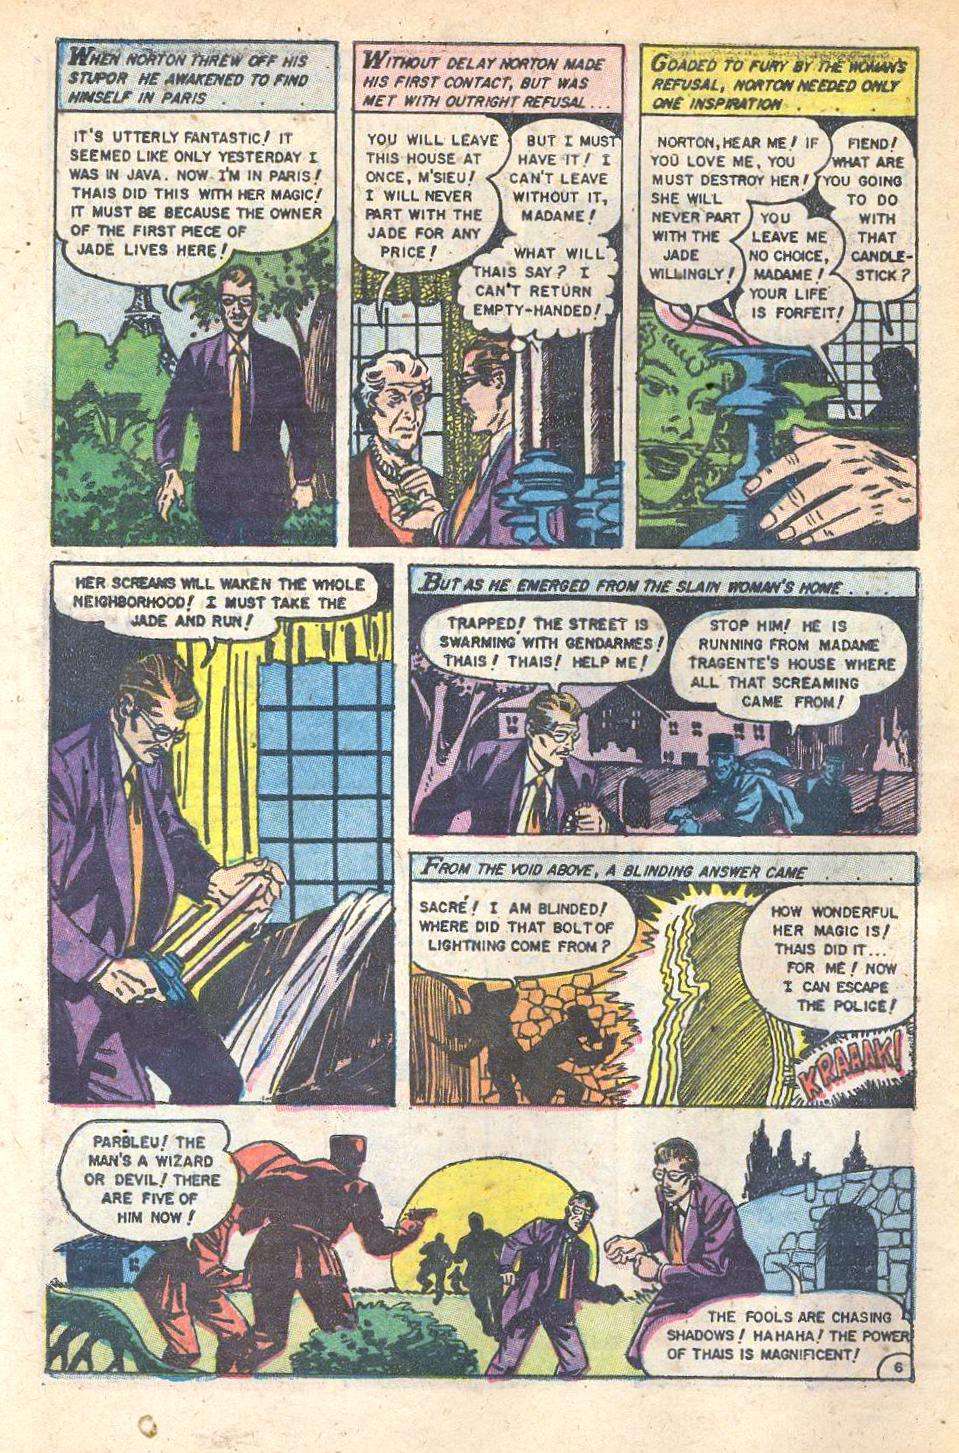 WHEN NORTON THREW OFF HIS
STUPOR HE AWAKENED TO FIND
HIMSELF IN PARIS . . . . . .
IT'S UTTERLY FANTASTIC! IT
SEEMED LIKE ONLY YESTERDAY I
WAS IN JAVA. NOW I'M IN PARIS!
THAIS DID THIS WITH HER MAGIC!
IT MUST BE BECAUSE THE OWNER
OF THE FIRST PIECE OF
JADE LIVES HERE!
WITHOUT DELAY NORTON MADE
HIS FIRST CONTACT, BUT WAS
MET WITH OUTRIGHT REFUSAL...
YOU WILL LEAVE
THIS HOUSE AT
ONCE, M'SIEU!
I WILL NEVER
PART WITH THE
JADE FOR ANY
PRICE!
BUT I MUST
HAVE IT! I
CAN'T LEAVE
WITHOUT IT,
MADAME!
WHAT WILL
THAIS SAY? I
CAN'T RETURN
EMPTY-HANDED!
GOADED TO FURY BY THE WOMAN'S
REFUSAL, NORTON NEEDED ONLY
ONE INSPIRATION . . . . . .
NORTON, HEAR ME! IF
YOU LOVE ME, YOU
MUST DESTROY HER!
SHE WILL
NEVER PART
WITH THE
JADE
WILLINGLY!
YOU
LEAVE ME
NO CHOICE,
MADAME!
YOUR LIFE
IS FORFEIT!
FIEND!
WHAT ARE
YOU GOING
TO DO
WITH
THAT
CANDLE-
STICK?
HER SCREAMS WILL WAKEN THE WHOLE
NEIGHBORHOOD! I MUST TAKE THE
JADE AND RUN!
BUT AS HE EMERGED FROM THE SLAIN WOMAN'S HOME . . . .
TRAPPED! THE STREET IS
SWARMING WITH GENDARMES!
THAIS! THAIS! HELP ME!
STOP HIM! HE IS
RUNNING FROM MADAME
TRAGENTE'S HOUSE WHERE
ALL THAT SCREAMING
CAME FROM!
FROM THE VOID ABOVE, A BLINDING ANSWER CAME . . . . . .
SACRÉ! I AM BLINDED!
WHERE DID THAT BOLT OF
LIGHTNING COME FROM?
HOW WONDERFUL
HER MAGIC IS!
THAIS DID IT...
FOR ME! NOW
I CAN ESCAPE
THE POLICE!
KRAAAK!
PARBLEU! THE
MAN'S A WIZARD
OR DEVIL! THERE
ARE FIVE OF
HIM NOW!
THE FOOLS ARE CHASING
SHADOWS! HAHAHA! THE POWER
OF THAIS IS MAGNIFICENT!
6